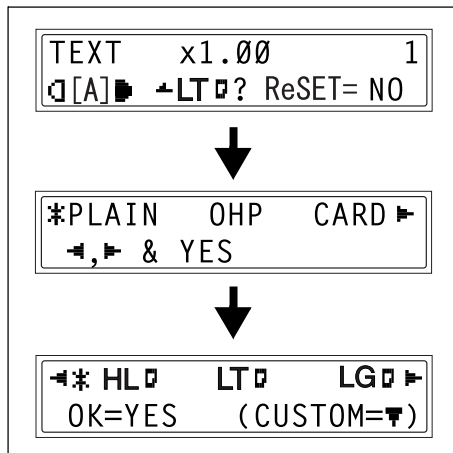 TEXT x1.00 1
[A] LT? ReSET= NO
*PLAIN OHP CARD
◄,► & YES
◄* HL LT LG ►
OK=YES (CUSTOM=▼)